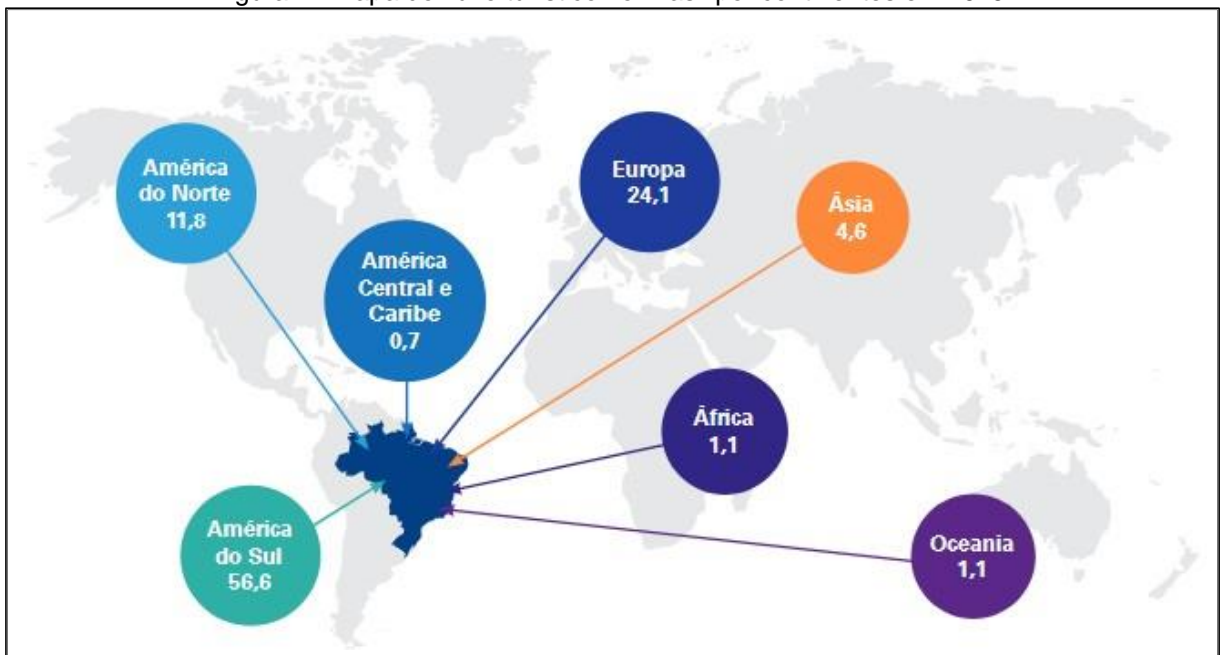 América
do Norte
11,8
Europa
24,1
Ásia
4,6
América
Central e
Caribe
0,7
África
1,1
América
do Sul
56,6
Oceania
1,1